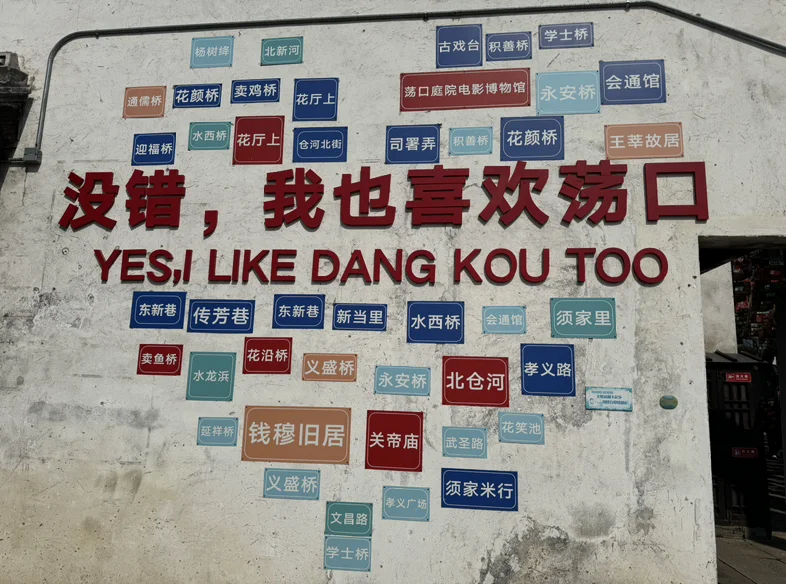 杨树绛
北新河
古戏台
积善桥
学士桥
通儒桥
花颜桥
卖鸡桥
花厅上
荡口庭院电影博物馆
永安桥
会通馆
迎福桥
水西桥
花厅上
仓河北街
司署弄
积善桥
花颜桥
王莘故居
没错，我也喜欢荡口
YES,I LIKE DANG KOU TOO
东新巷
传芳巷
东新巷
新当里
水西桥
会通馆
须家里
卖鱼桥
水龙浜
花沿桥
义盛桥
永安桥
北仓河
孝义路
延祥桥
钱穆旧居
关帝庙
武圣路
花笑池
义盛桥
文昌路
孝义广场
须家米行
学士桥